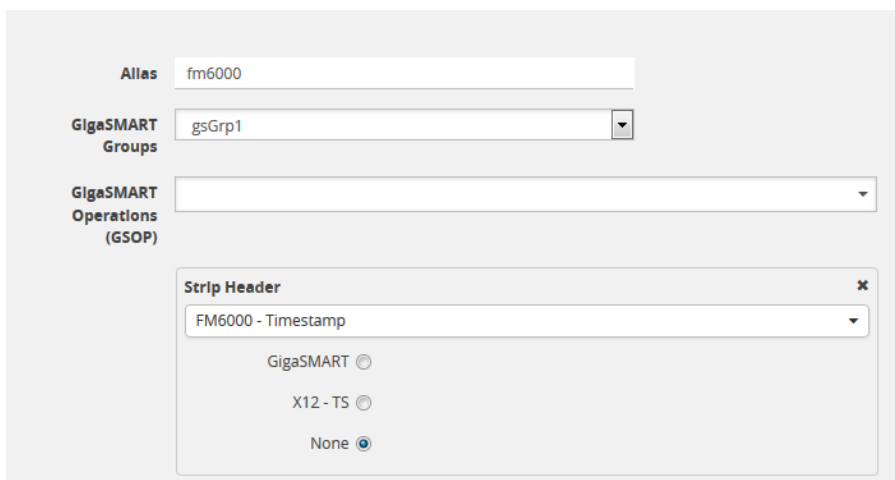 Alias
fm6000
GigaSMART
Groups
gsGrp1
GigaSMART
Operations
(GSOP)
Strip Header
FM6000 - Timestamp
GigaSMART
X12 - TS
None